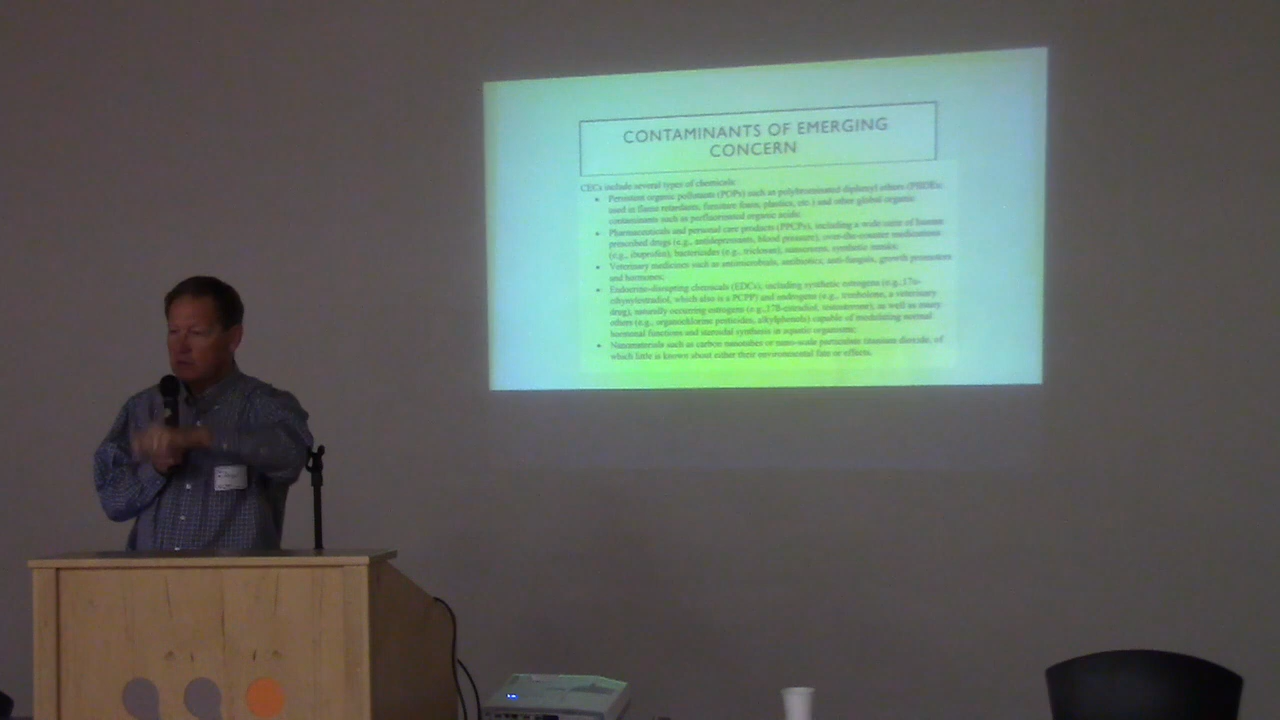 CONTAMINANTS OF EMERGING
CONCERN
CECs include several types of chemicals:
• Persistent organic pollutants (POPs) such as polybrominated diphenyl ethers (PBDEs;
used in flame retardants, furniture foam, plastics, etc.) and other global organic
contaminants such as perfluorinated organic acids;
• Pharmaceuticals and personal care products (PPCPs), including a wide suite of human
prescribed drugs (e.g., antidepressants, blood pressure), over-the-counter medications
(e.g., ibuprofen), bactericides (e.g., triclosan), sunscreens, synthetic musks;
• Veterinary medicines such as antimicrobials, antibiotics, anti-fungals, growth promoters
and hormones;
• Endocrine-disrupting chemicals (EDCs), including synthetic estrogens (e.g.,17α-
ethynylestradiol, which also is a PCPP) and androgens (e.g., trenbolone, a veterinary
drug), naturally occurring estrogens (e.g.,17ß-estradiol, testosterone), as well as many
others (e.g., organochlorine pesticides, alkylphenols) capable of modulating normal
hormonal functions and steroidal synthesis in aquatic organisms;
• Nanomaterials such as carbon nanotubes or nano-scale particulate titanium dioxide, of
which little is known about either their environmental fate or effects.